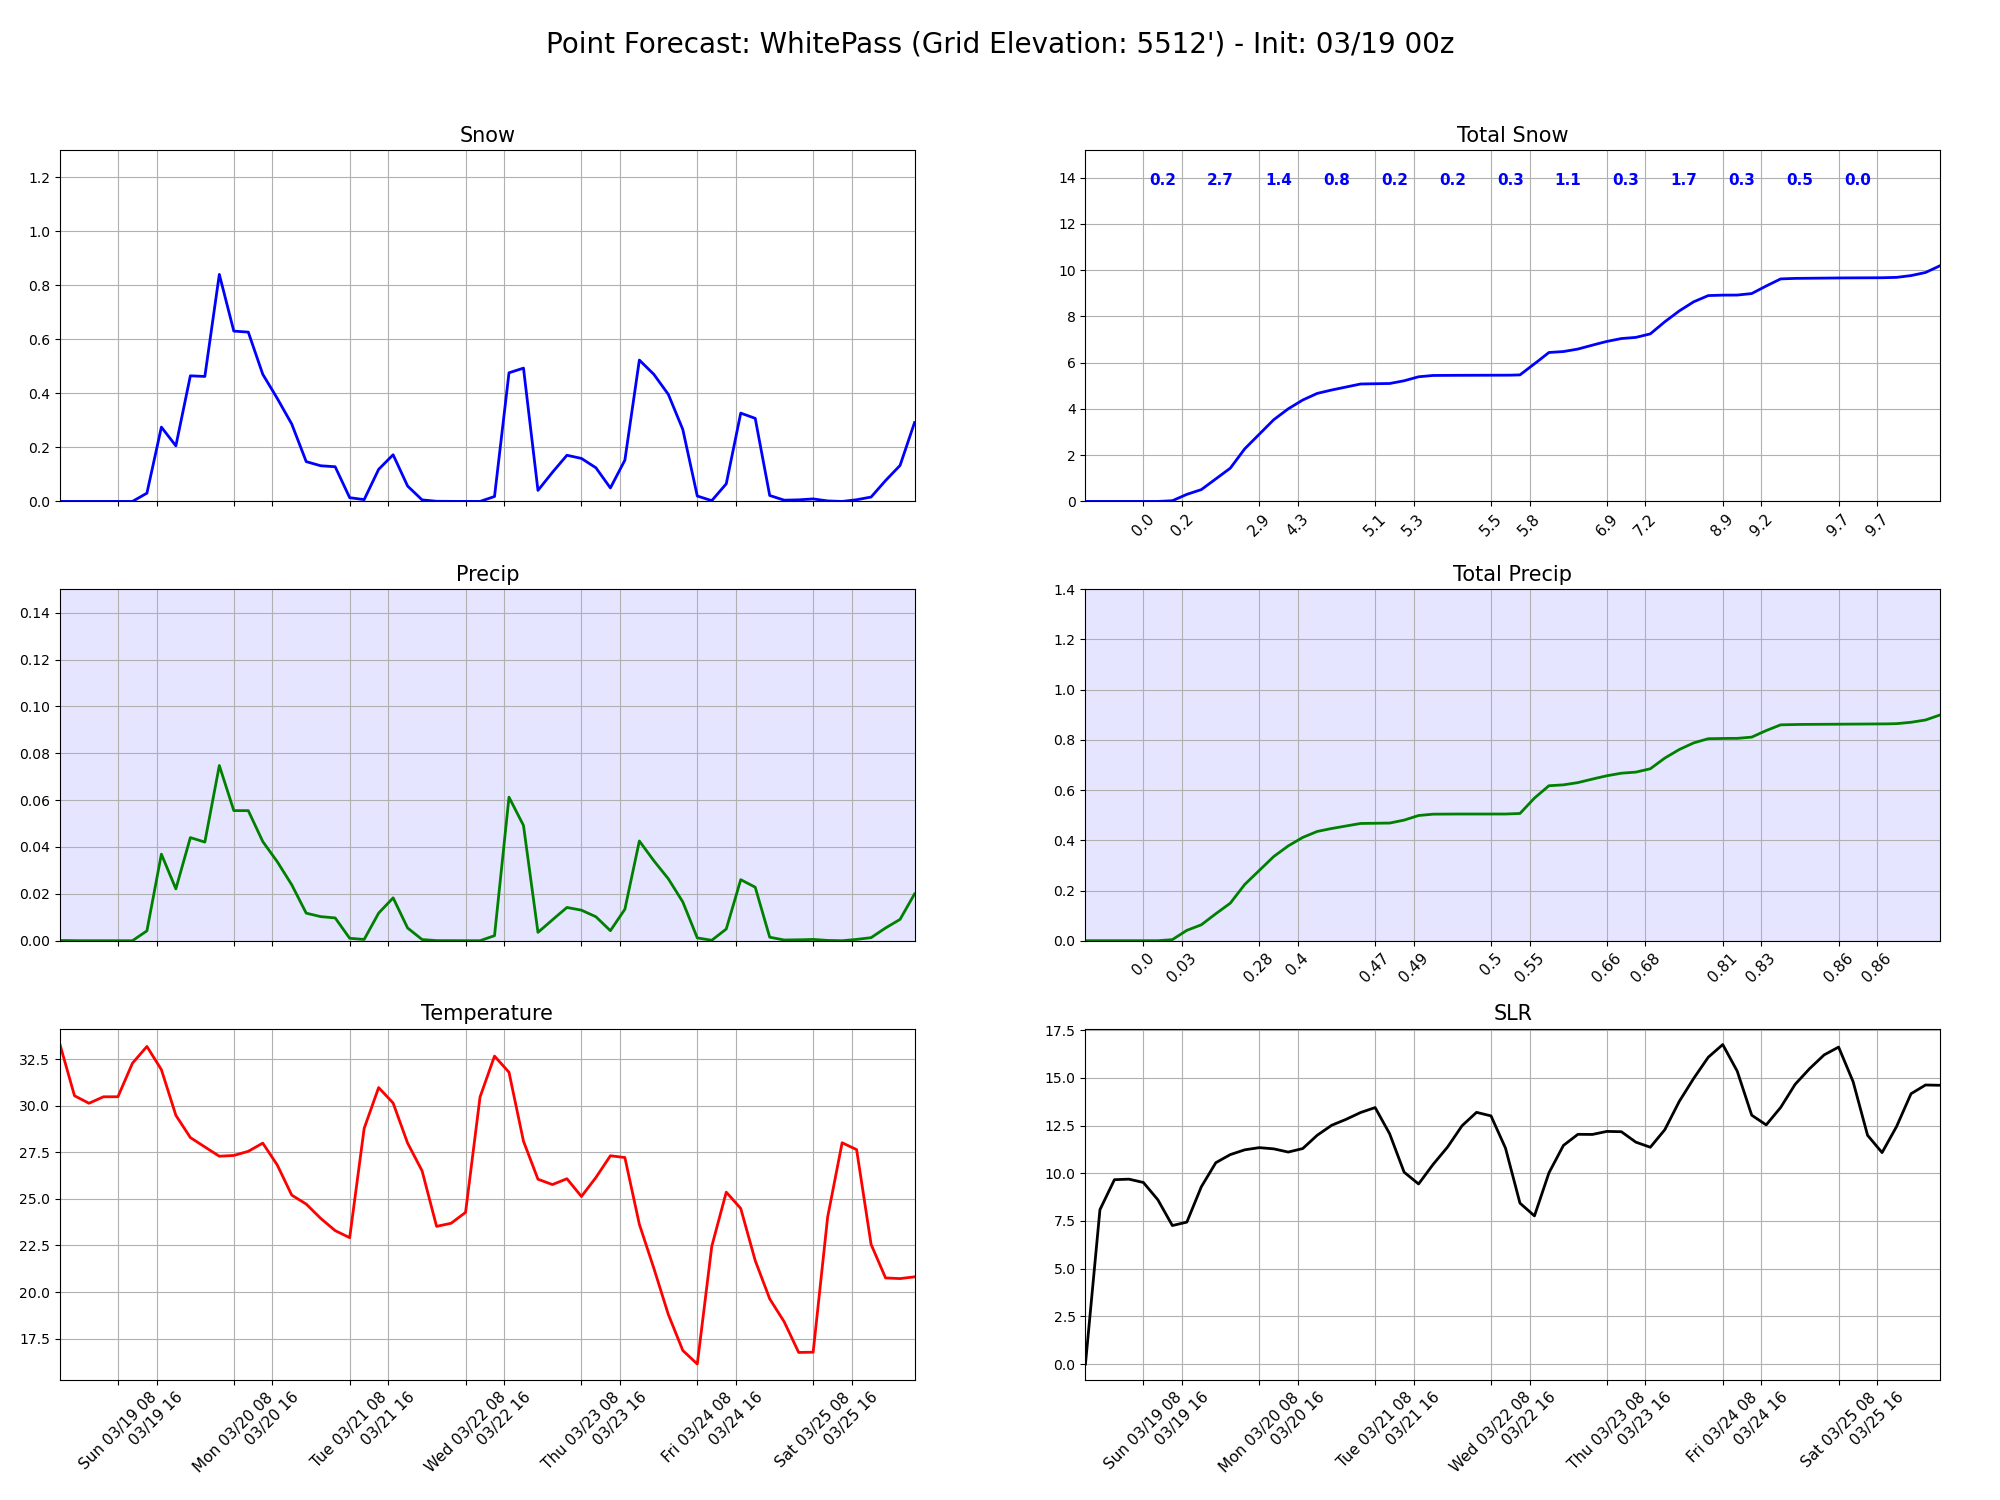 Point Forecast: WhitePass (Grid Elevation: 5512') - Init: 03/19 00z
Snow
1.2
1.0
0.8
0.6
0.4
0.2
0.0
Total Snow
14
12
10
8
6
4
2
0
0.2 2.7 1.4 0.8 0.2 0.2 0.3 1.1 0.3 1.7 0.3 0.5 0.0
0.0 0.2 2.9 4.3 5.1 5.3 5.5 5.8 6.9 7.2 8.9 9.2 9.7 9.7
Precip
0.14
0.12
0.10
0.08
0.06
0.04
0.02
0.00
Total Precip
1.4
1.2
1.0
0.8
0.6
0.4
0.2
0.0
0.0 0.03 0.28 0.4 0.47 0.49 0.5 0.55 0.66 0.68 0.81 0.83 0.86 0.86
Temperature
32.5
30.0
27.5
25.0
22.5
20.0
17.5
Sun 03/19 08
03/19 16
Mon 03/20 08
03/20 16
Tue 03/21 08
03/21 16
Wed 03/22 08
03/22 16
Thu 03/23 08
03/23 16
Fri 03/24 08
03/24 16
Sat 03/25 08
03/25 16
SLR
17.5
15.0
12.5
10.0
7.5
5.0
2.5
0.0
Sun 03/19 08
03/19 16
Mon 03/20 08
03/20 16
Tue 03/21 08
03/21 16
Wed 03/22 08
03/22 16
Thu 03/23 08
03/23 16
Fri 03/24 08
03/24 16
Sat 03/25 08
03/25 16